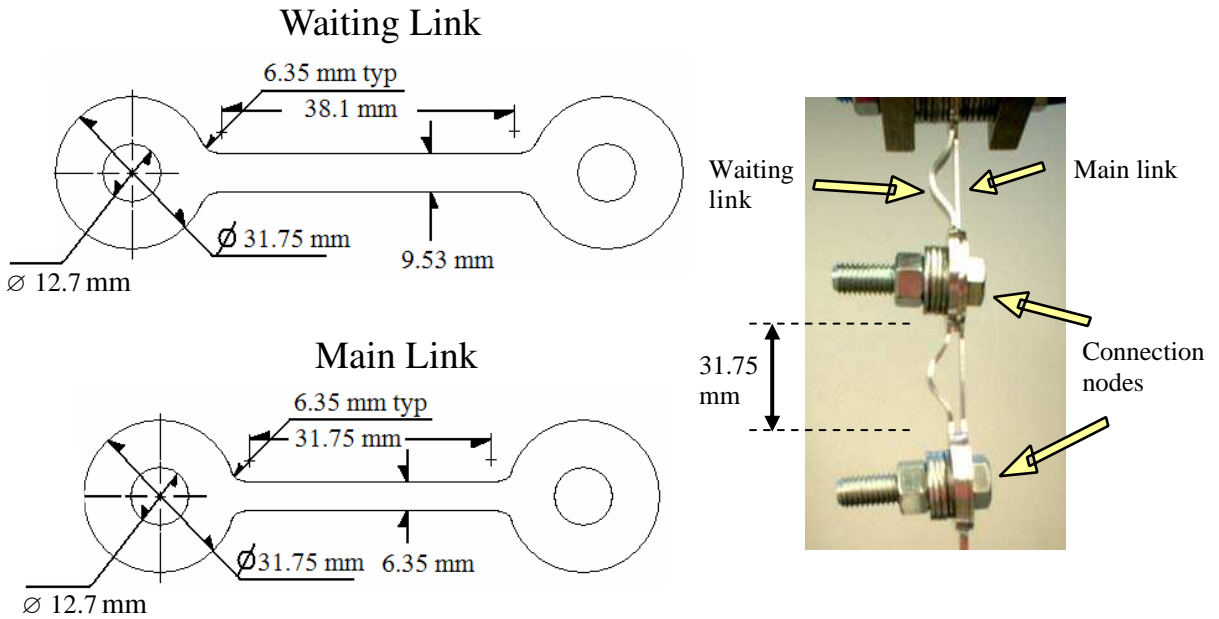 Waiting Link
6.35 mm typ
38.1 mm
Ø 31.75 mm
9.53 mm
∅ 12.7 mm
Main Link
6.35 mm typ
31.75 mm
Ø31.75 mm
6.35 mm
∅ 12.7 mm
Waiting
link
Main link
31.75
mm
Connection
nodes